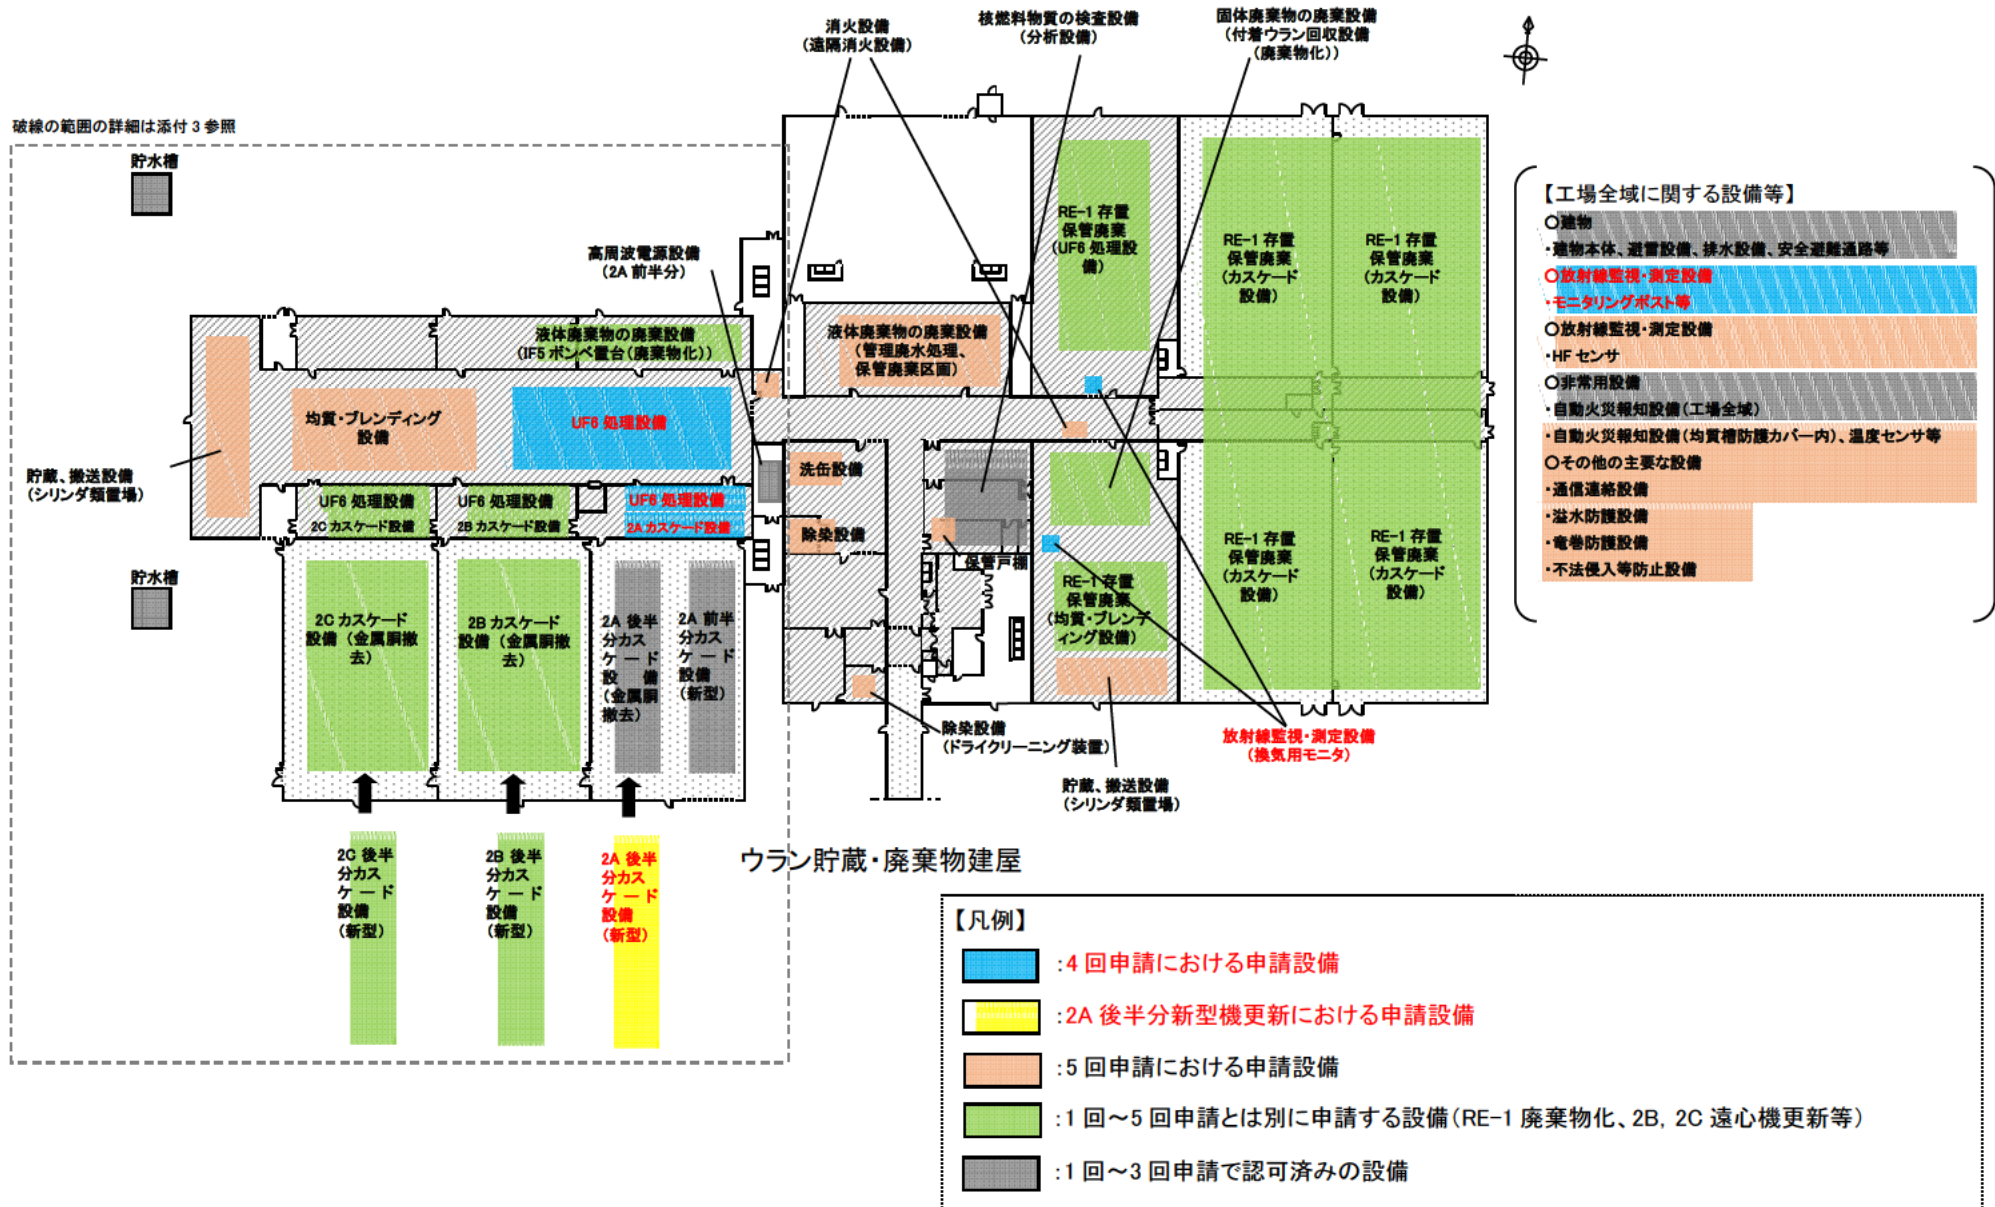 消火設備
（遠隔消火設備）
核燃料物質の検査設備
（分析設備）
固体廃棄物の廃棄設備
（付着ウラン回収設備
（廃棄物化））
破線の範囲の詳細は添付 3 参照
貯水槽
高周波電源設備
（2A 前半分）
液体廃棄物の廃棄設備
（IF5 ボンベ置台（廃棄物化））
液体廃棄物の廃棄設備
（管理廃水処理、
保管廃棄区画）
RE-1 存置
保管廃棄
（UF6 処理設
備）
RE-1 存置
保管廃棄
（カスケード
設備）
RE-1 存置
保管廃棄
（カスケード
設備）
均質・ブレンディング
設備
UF6 処理設備
貯蔵、搬送設備
（シリンダ類置場）
UF6 処理設備
2C カスケード設備
UF6 処理設備
2B カスケード設備
UF6 処理設備
2A カスケード設備
洗缶設備
除染設備
保管戸棚
貯水槽
2C カスケード
設備（金属胴撤
去）
2B カスケード
設備（金属胴撤
去）
2A 後半
分カス
ケード
設備
（金属胴
撤去）
2A 前半
分カス
ケード
設備
（新型）
RE-1 存置
保管廃棄
（均質・ブレンデ
ィング設備）
RE-1 存置
保管廃棄
（カスケード
設備）
RE-1 存置
保管廃棄
（カスケード
設備）
除染設備
（ドライクリーニング装置）
放射線監視・測定設備
（換気用モニタ）
貯蔵、搬送設備
（シリンダ類置場）
2C 後半
分カス
ケード
設備
（新型）
2B 後半
分カス
ケード
設備
（新型）
2A 後半
分カス
ケード
設備
（新型）
ウラン貯蔵・廃棄物建屋
【工場全域に関する設備等】
○建物
・建物本体、避雷設備、排水設備、安全避難通路等
○放射線監視・測定設備
・モニタリングポスト等
○放射線監視・測定設備
・HF センサ
○非常用設備
・自動火災報知設備（工場全域）
・自動火災報知設備（均質槽防護カバー内）、温度センサ等
○その他の主要な設備
・通信連絡設備
・溢水防護設備
・竜巻防護設備
・不法侵入等防止設備
【凡例】
：4 回申請における申請設備
：2A 後半分新型機更新における申請設備
：5 回申請における申請設備
：1 回～5 回申請とは別に申請する設備（RE-1 廃棄物化、2B, 2C 遠心機更新等）
：1 回～3 回申請で認可済みの設備